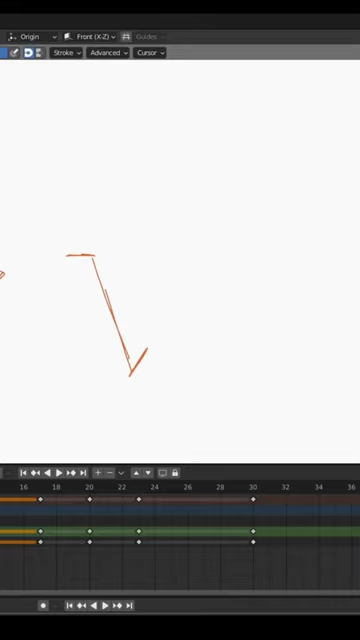 Origin Front (X-Z) Guides
Stroke Advanced Cursor
16 18 20 22 24 26 28 30 32 34 36